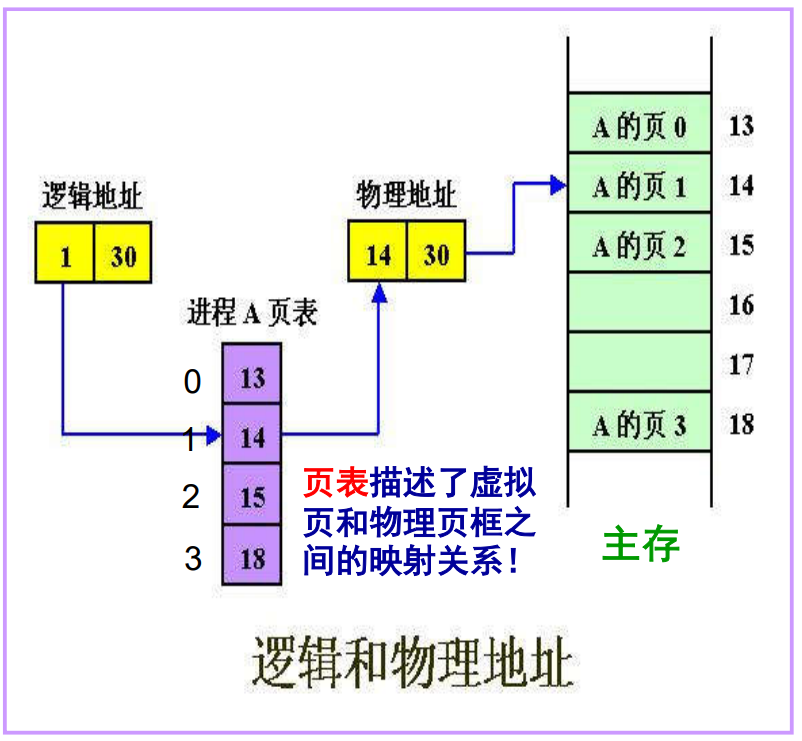 逻辑地址
1 30
物理地址
14 30
进程 A 页表
0 13
1 14
2 15
3 18
A 的页 0 13
A 的页 1 14
A 的页 2 15
16
17
A 的页 3 18
页表描述了虚拟
页和物理页框之
间的映射关系！
主存
逻辑和物理地址